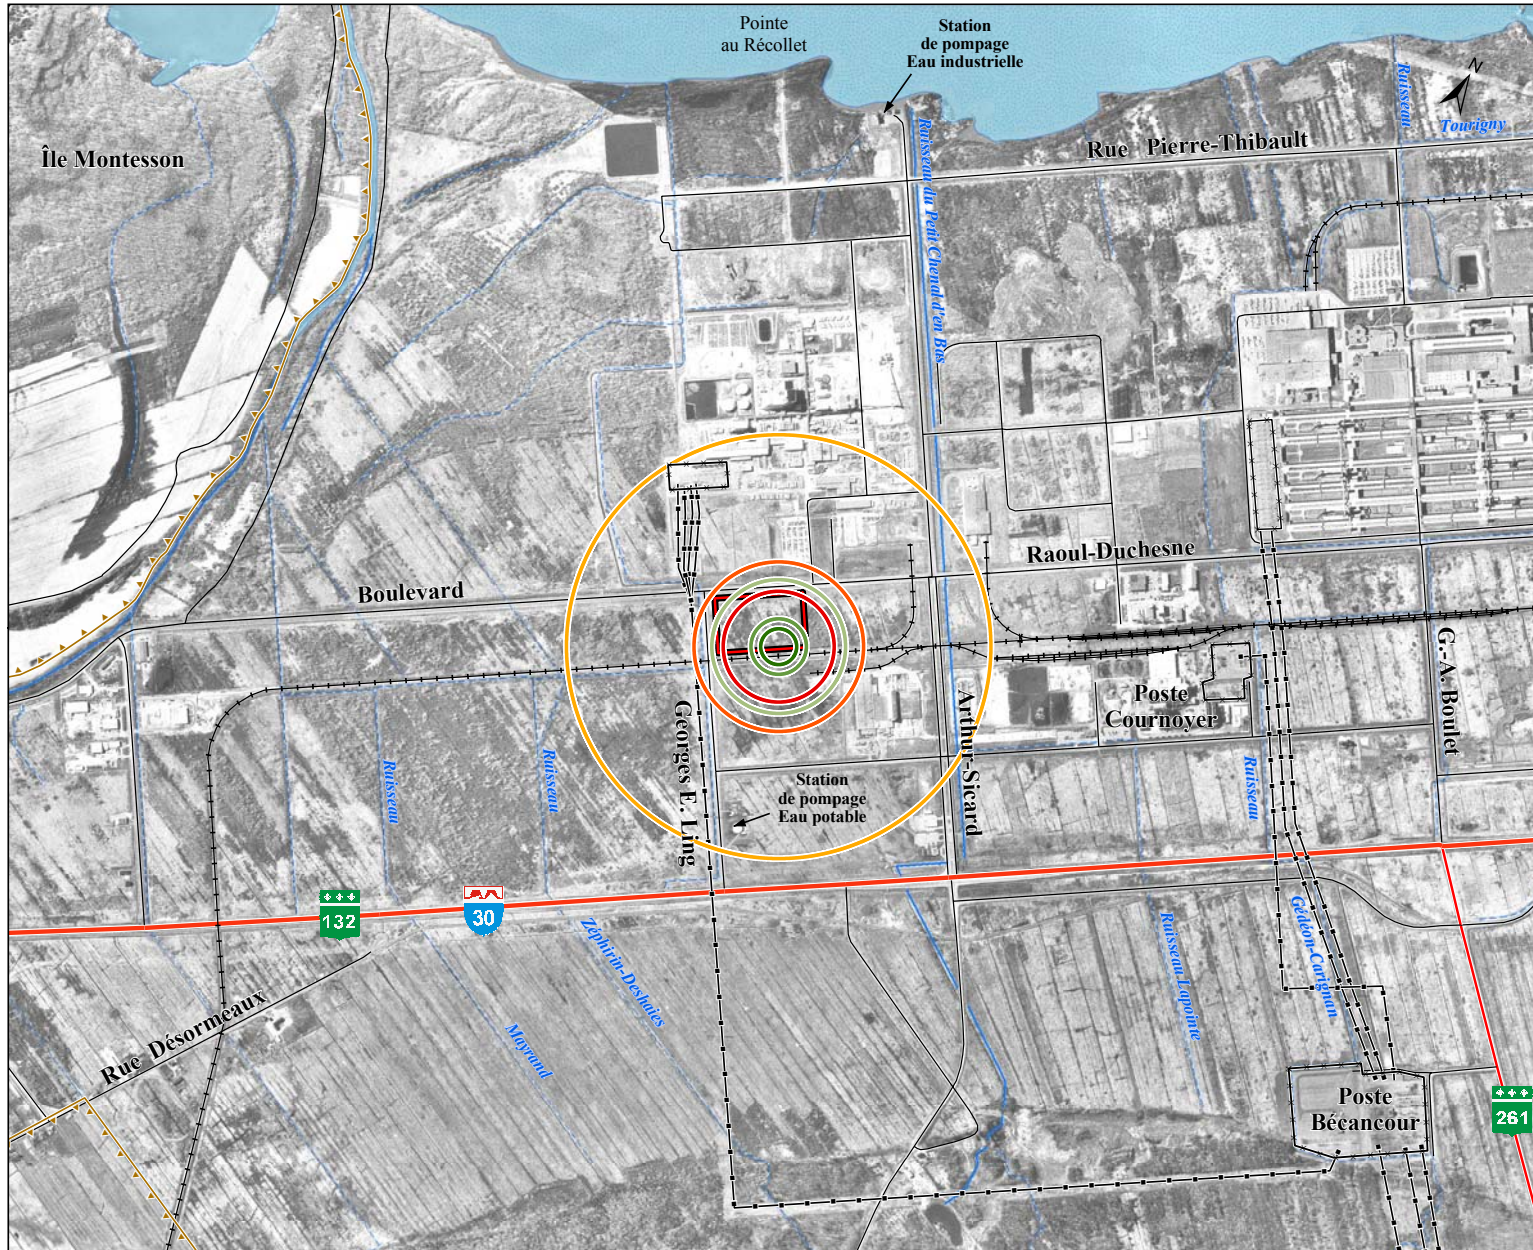 Pointe
au Récollet
Station
de pompage
Eau industrielle
N
Ruisseau
Tourigny
Île Montesson
Rue Pierre-Thibault
Ruisseau du Petit Chenal d'en Bas
Boulevard
Raoul-Duchesne
Georges E. Ling
Arthur-Sicard
Poste
Cournoyer
G.-A. Boulet
Ruisseau
Ruisseau
Ruisseau
Station
de pompage
Eau potable
132
30
Zéphirin-Deshaies
Mayrand
Ruisseau Lapointe
Gédéon-Carignan
Rue Désormeaux
Poste
Bécancour
261